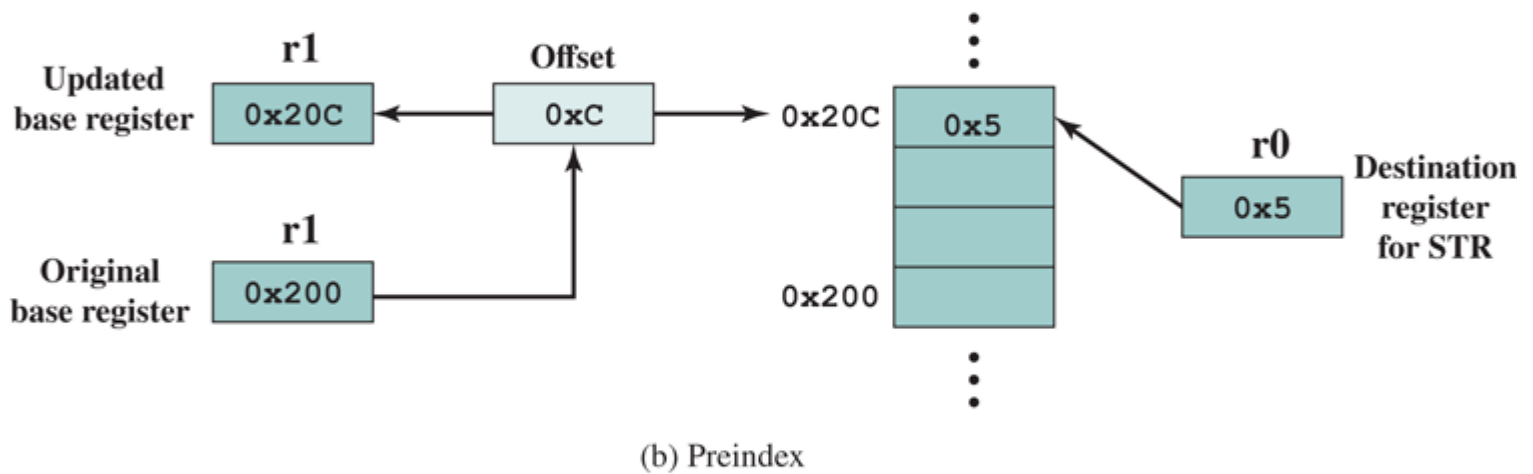 r1
Offset
Updated
base register
0x20C
0xC
0x20C
0x5
r0
Destination
register
for STR
0x5
r1
Original
base register
0x200
0x200
(b) Preindex